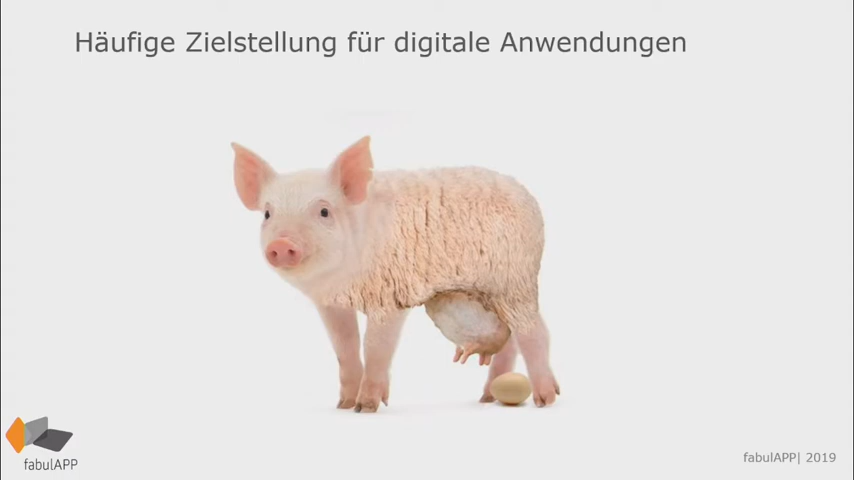 Häufige Zielstellung für digitale Anwendungen
fabulAPP
fabulAPP| 2019